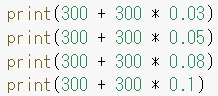 print(300 + 300 * 0.03)
print(300 + 300 * 0.05)
print(300 + 300 * 0.08)
print(300 + 300 * 0.1)